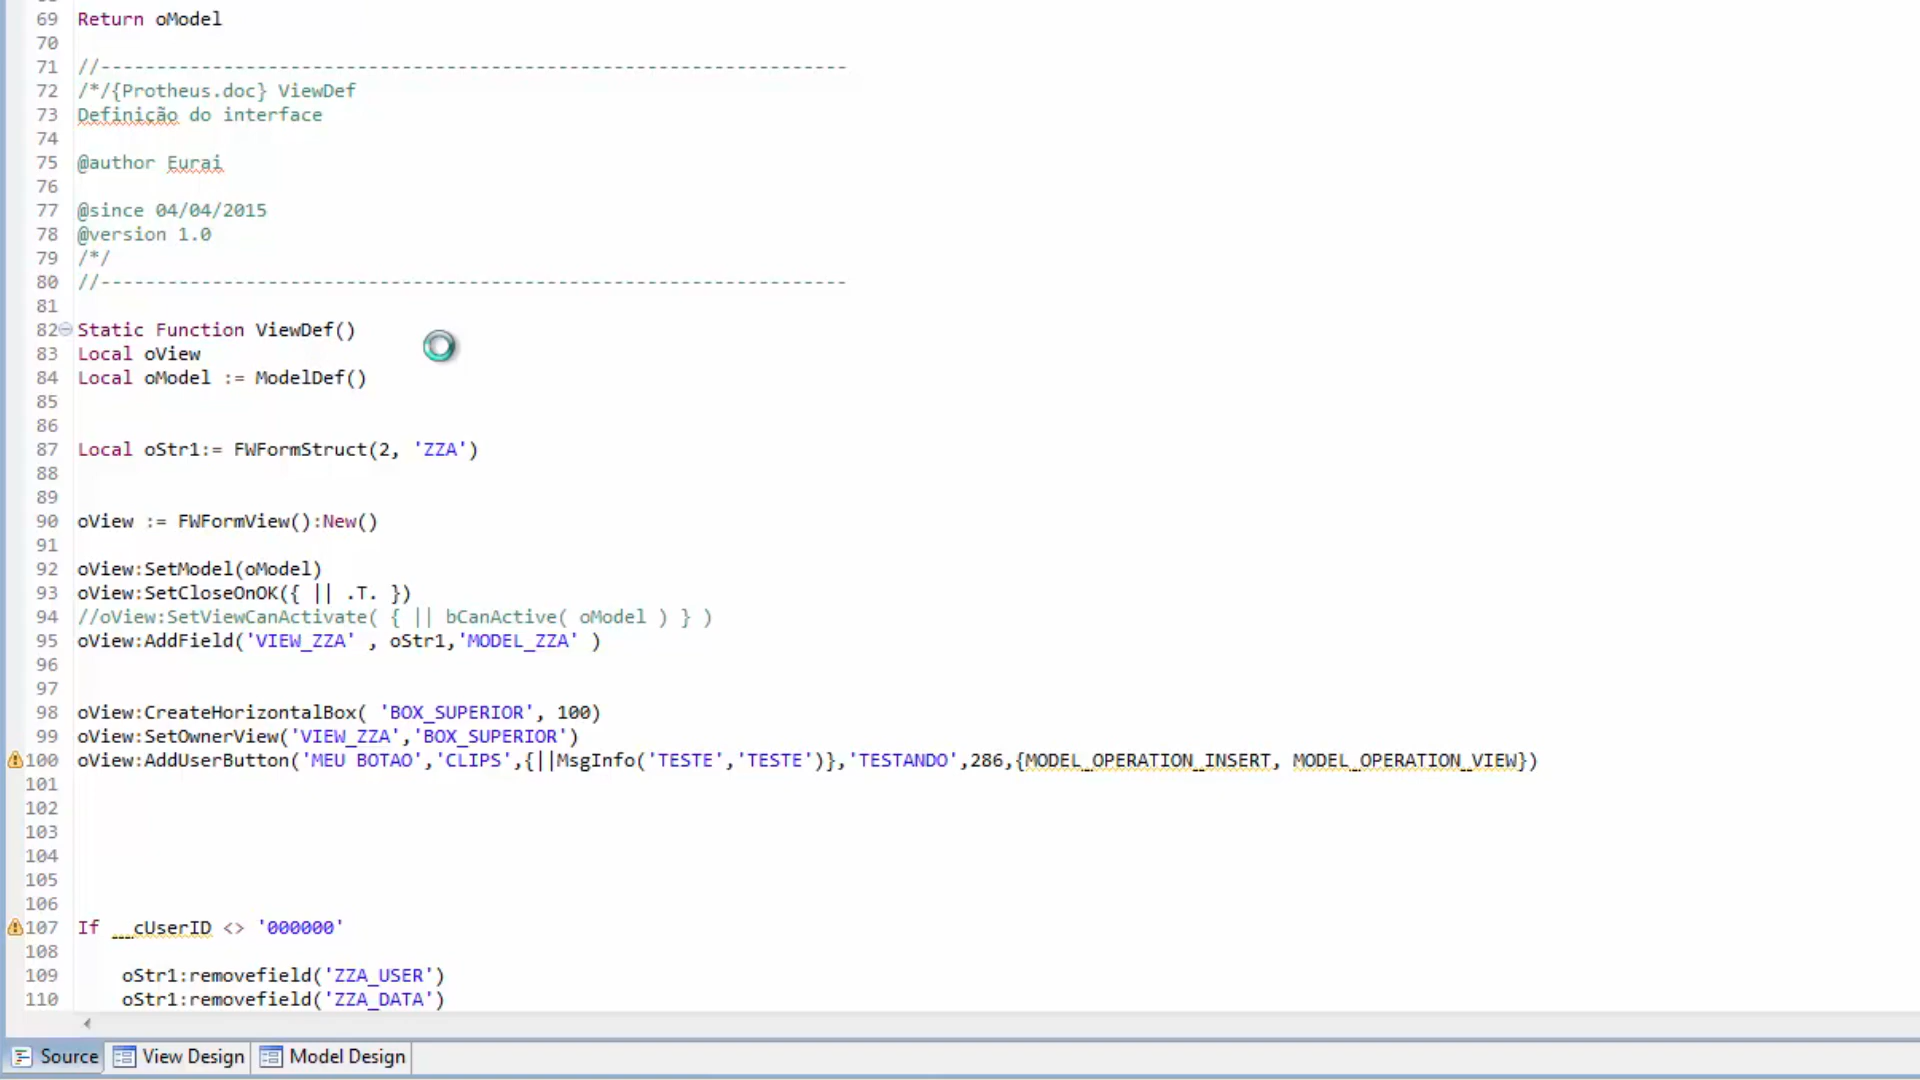 69 Return oModel
70
71 //-------------------------------------------------------------------
72 /*/{Protheus.doc} ViewDef
73 Definição do interface
74
75 @author Eurai
76
77 @since 04/04/2015
78 @version 1.0
79 /*/
80 //-------------------------------------------------------------------
81
82 Static Function ViewDef()
83 Local oView
84 Local oModel := ModelDef()
85
86
87 Local oStr1:= FWFormStruct(2, 'ZZA')
88
89
90 oView := FWFormView():New()
91
92 oView:SetModel(oModel)
93 oView:SetCloseOnOK({ || .T. })
94 //oView:SetViewCanActivate( { || bCanActive( oModel ) } )
95 oView:AddField('VIEW_ZZA' , oStr1,'MODEL_ZZA' )
96
97
98 oView:CreateHorizontalBox( 'BOX_SUPERIOR', 100)
99 oView:SetOwnerView('VIEW_ZZA','BOX_SUPERIOR')
100 oView:AddUserButton('MEU BOTAO','CLIPS',{||MsgInfo('TESTE','TESTE')},'TESTANDO',286,{MODEL_OPERATION_INSERT, MODEL_OPERATION_VIEW})
101
102
103
104
105
106
107 If __cUserID <> '000000'
108
109 oStr1:removefield('ZZA_USER')
110 oStr1:removefield('ZZA_DATA')
Source View Design Model Design